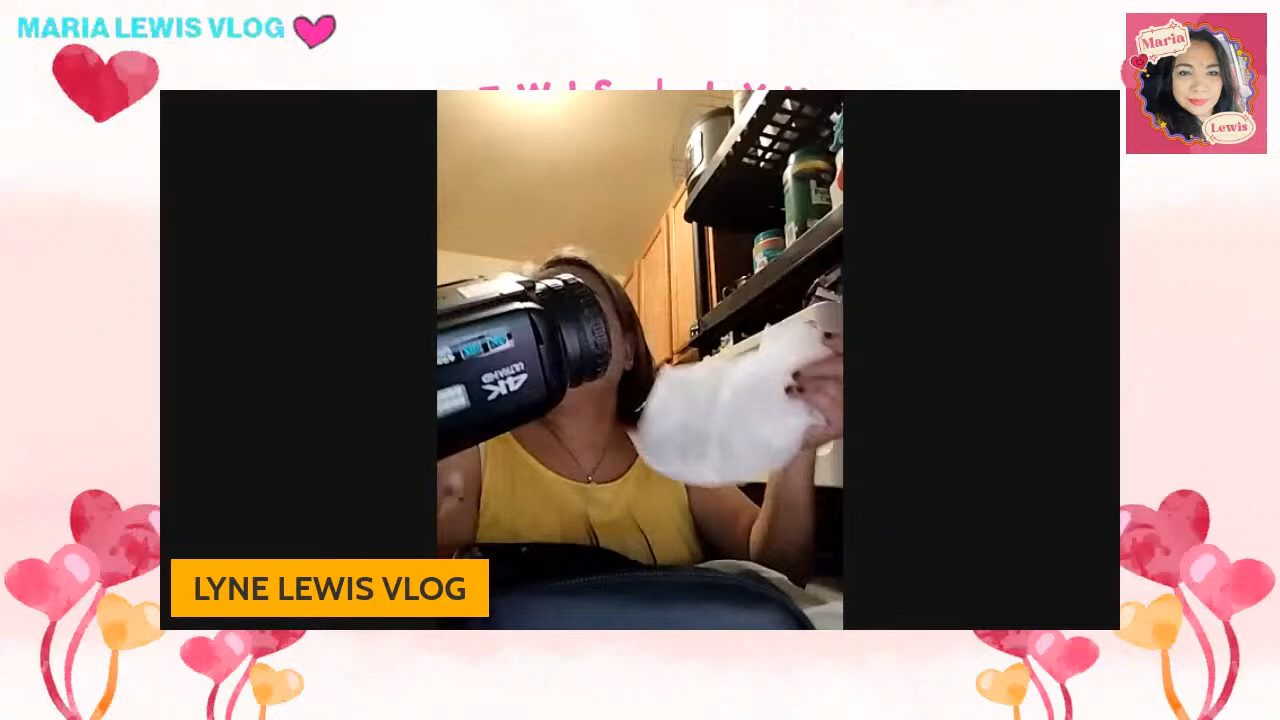 MARIA LEWIS VLOG
Maria
Lewis
4K
ULTRA HD
LYNE LEWIS VLOG